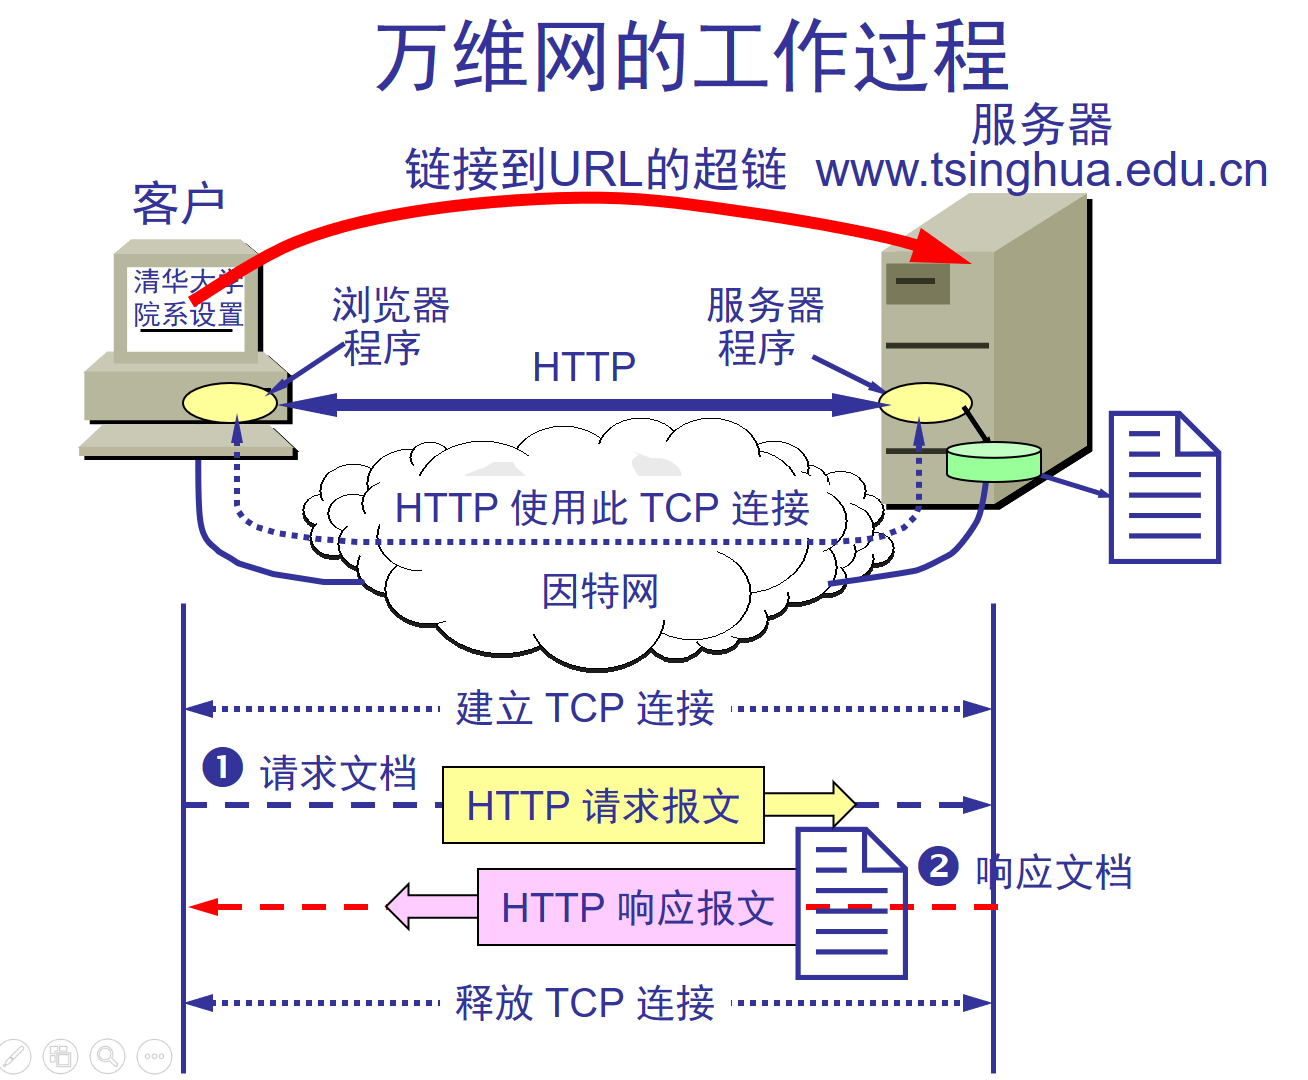 万维网的工作过程
服务器
链接到URL的超链 www.tsinghua.edu.cn
客户
清华大学
院系设置
浏览器
程序
服务器
程序
HTTP
HTTP 使用此 TCP 连接
因特网
建立 TCP 连接
❶ 请求文档
HTTP 请求报文
❷ 响应文档
HTTP 响应报文
释放 TCP 连接